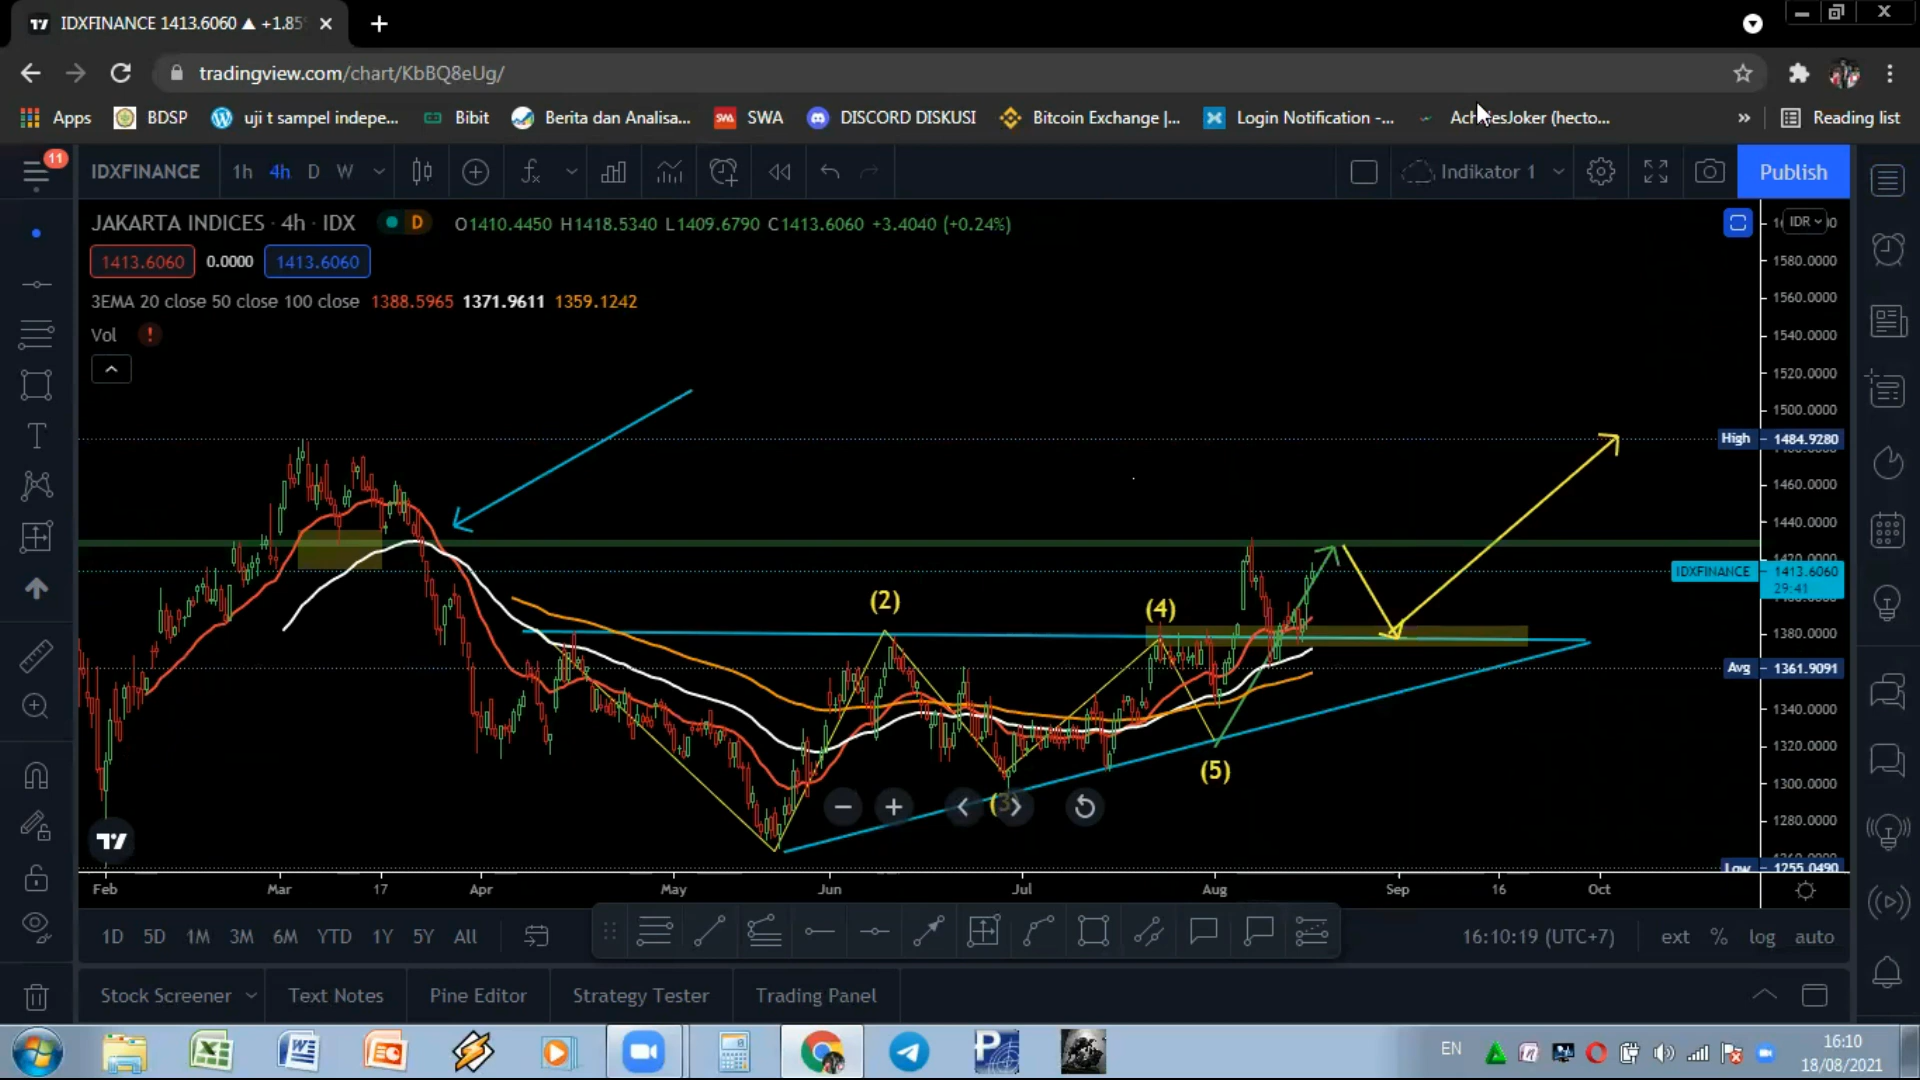 IDXFINANCE 1413.6060 ▲ +1.85
tradingview.com/chart/KbBQ8eUg/
Apps BDSP uji t sampel indepe... Bibit Berita dan Analisa... SWA DISCORD DISKUSI Bitcoin Exchange |... Login Notification -... (hecto... » Reading list
11 IDXFINANCE 1h 4h D W Indikator 1 Publish
JAKARTA INDICES · 4h · IDX D O1410.4450 H1418.5340 L1409.6790 C1413.6060 +3.4040 (+0.24%) IDR
1413.6060 0.0000 1413.6060
3EMA 20 close 50 close 100 close 1388.5965 1371.9611 1359.1242
Vol !
1580.0000
1560.0000
1540.0000
1520.0000
1500.0000
High 1484.9280
1460.0000
1440.0000
1420.0000
IDXFINANCE 1413.6060
29:41
(2) (4)
1380.0000
Avg 1361.9091
1340.0000
1320.0000
(5)
1300.0000
(3)
1280.0000
Low 1255.0490
Feb Mar 17 Apr May Jun Jul Aug Sep 16 Oct
1D 5D 1M 3M 6M YTD 1Y 5Y All 16:10:19 (UTC+7) ext % log auto
Stock Screener Text Notes Pine Editor Strategy Tester Trading Panel
EN 16:10
18/08/2021